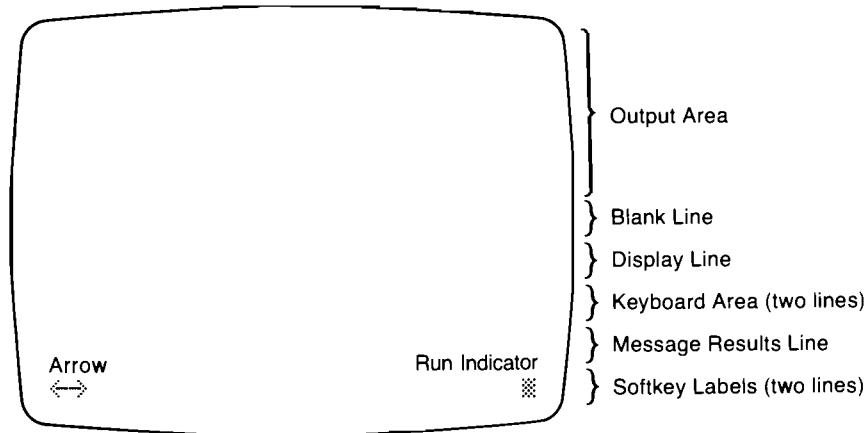 Output Area
Blank Line
Display Line
Keyboard Area (two lines)
Message Results Line
Arrow
Run Indicator
Softkey Labels (two lines)